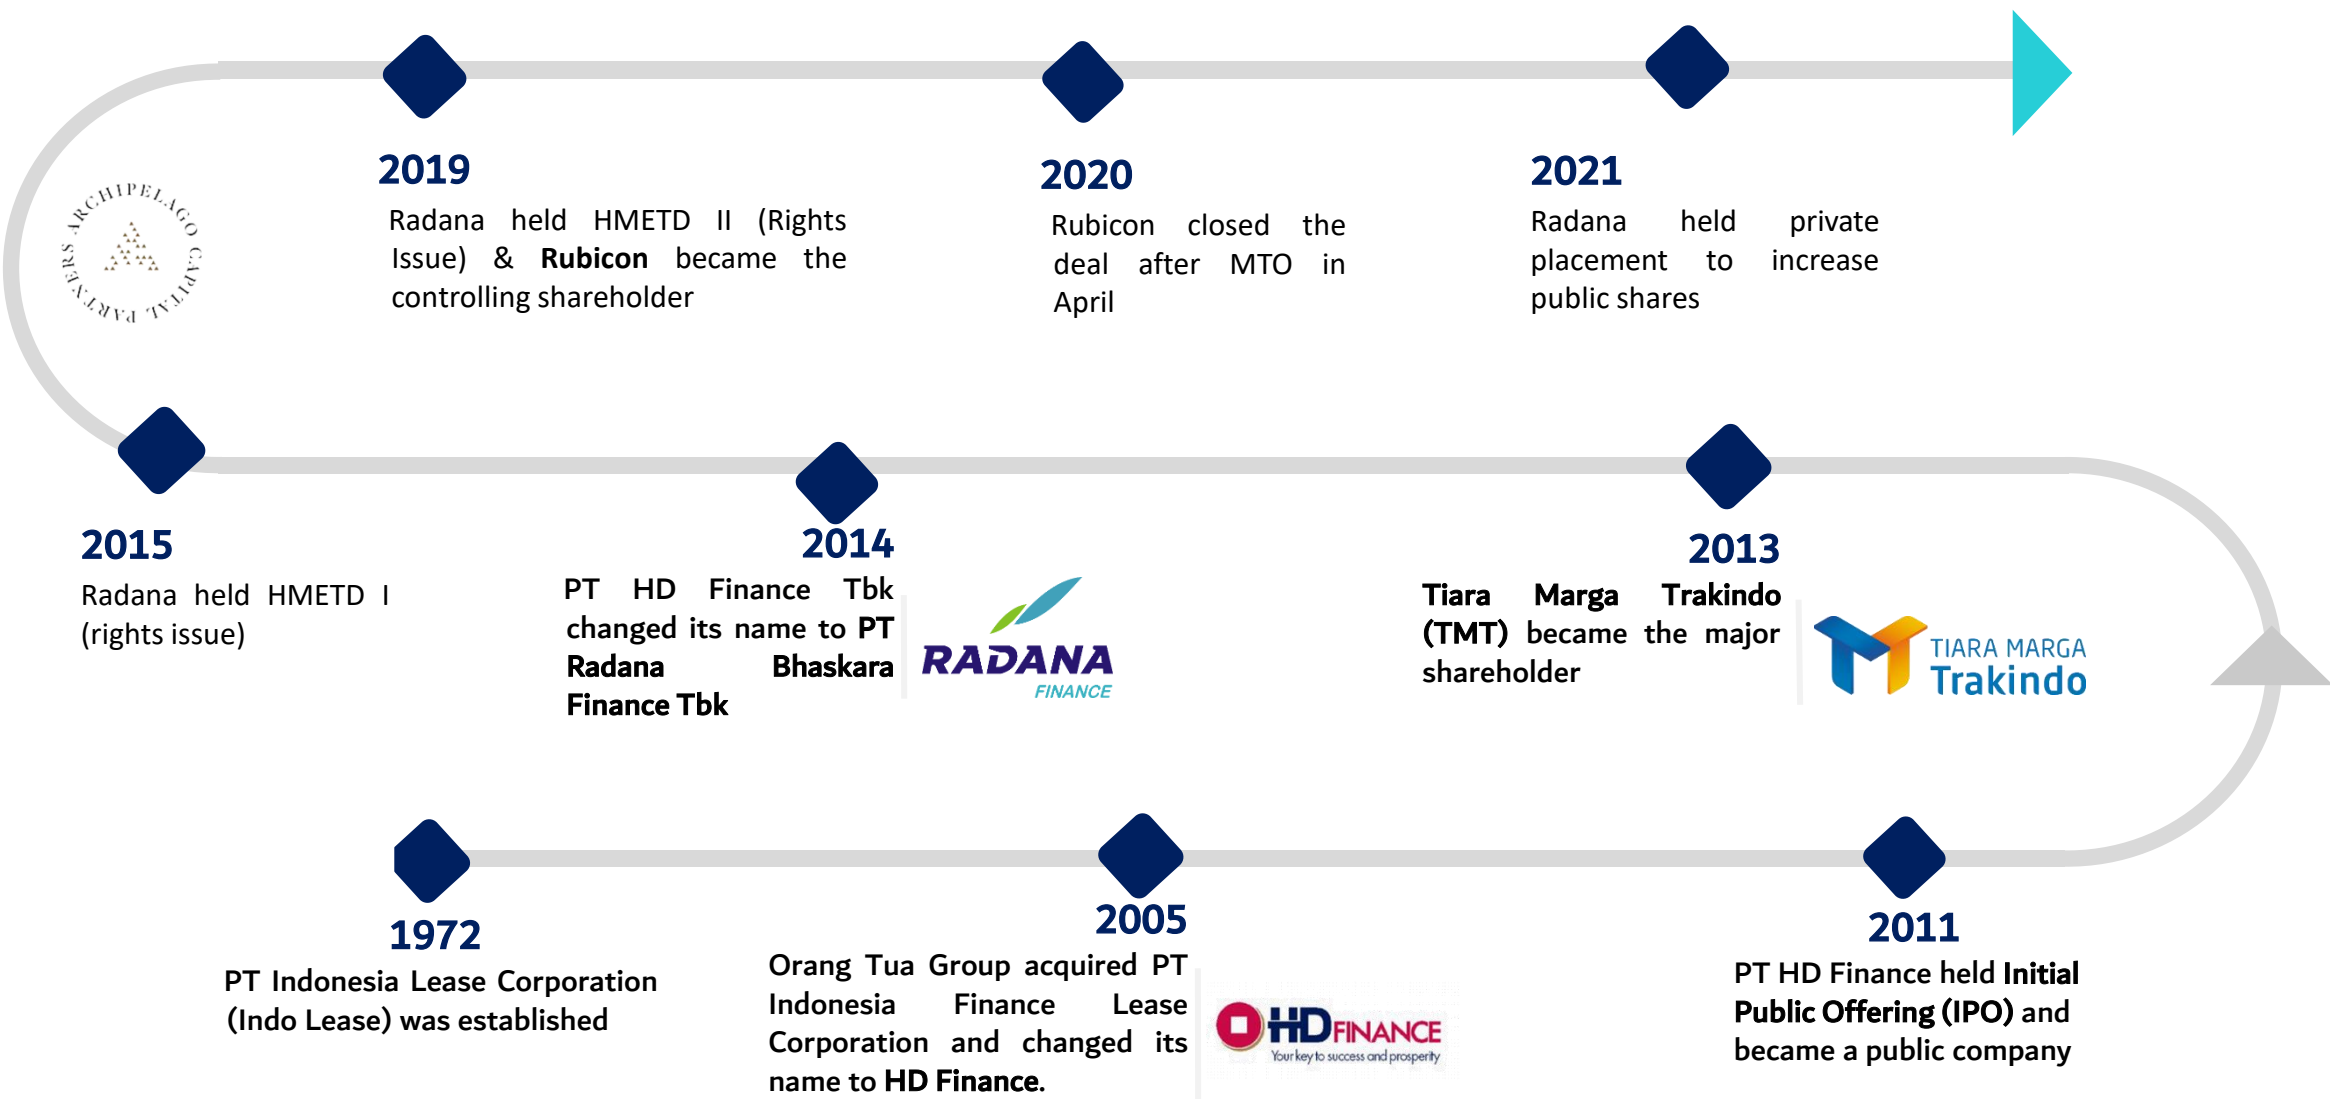 2019
Radana held HMETD II (Rights
Issue) & Rubicon became the
controlling shareholder
2020
Rubicon closed the
deal after MTO in
April
2021
Radana held private
placement to increase
public shares
ARCHIPELAGO CAPITAL PARTNERS
2015
Radana held HMETD I
(rights issue)
2014
PT HD Finance Tbk
changed its name to PT
Radana Bhaskara
Finance Tbk
RADANA
FINANCE
2013
Tiara Marga Trakindo
(TMT) became the major
shareholder
TIARA MARGA
Trakindo
1972
PT Indonesia Lease Corporation
(Indo Lease) was established
2005
Orang Tua Group acquired PT
Indonesia Finance Lease
Corporation and changed its
name to HD Finance.
HD FINANCE
Your key to success and prosperity
2011
PT HD Finance held Initial
Public Offering (IPO) and
became a public company